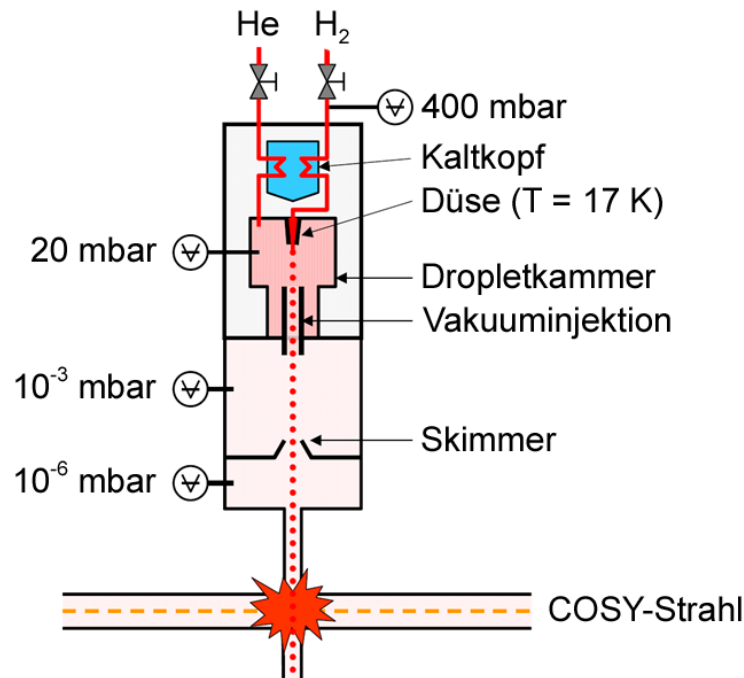 He
H₂
400 mbar
Kaltkopf
Düse (T = 17 K)
20 mbar
Dropletkammer
Vakuuminjektion
10⁻³ mbar
Skimmer
10⁻⁶ mbar
COSY-Strahl